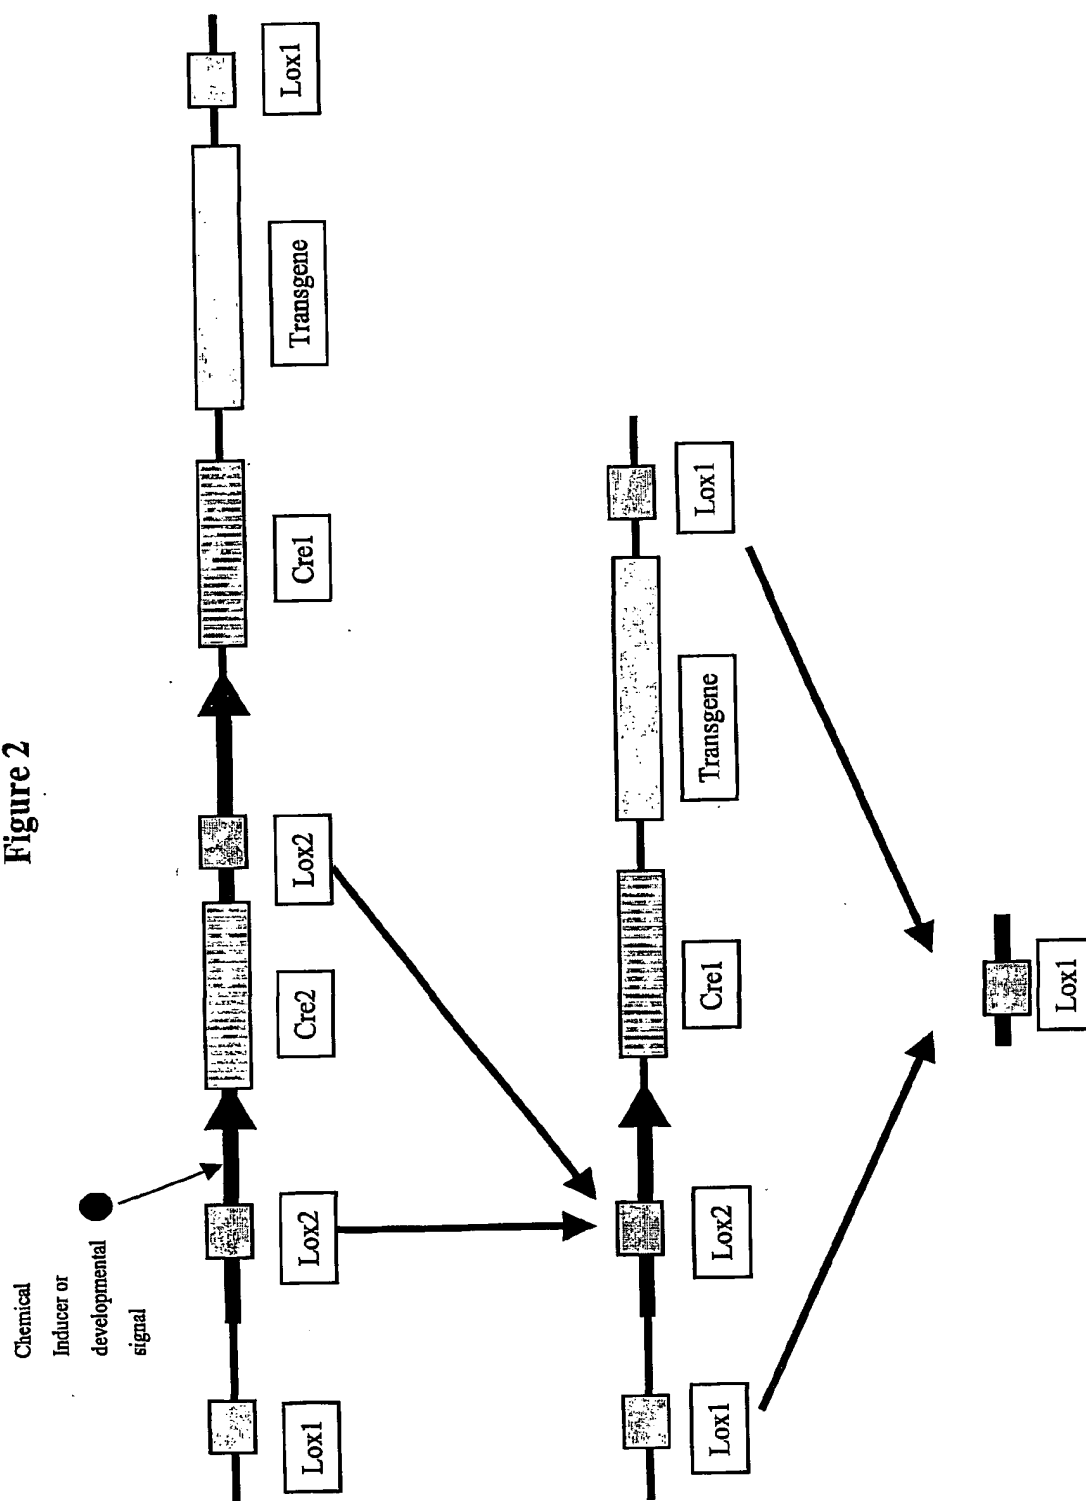 Figure 2
Chemical
Inducer or
developmental
signal
Lox1
Lox2
Cre2
Lox2
Cre1
Transgene
Lox1
Lox1
Lox2
Cre1
Transgene
Lox1
Lox1